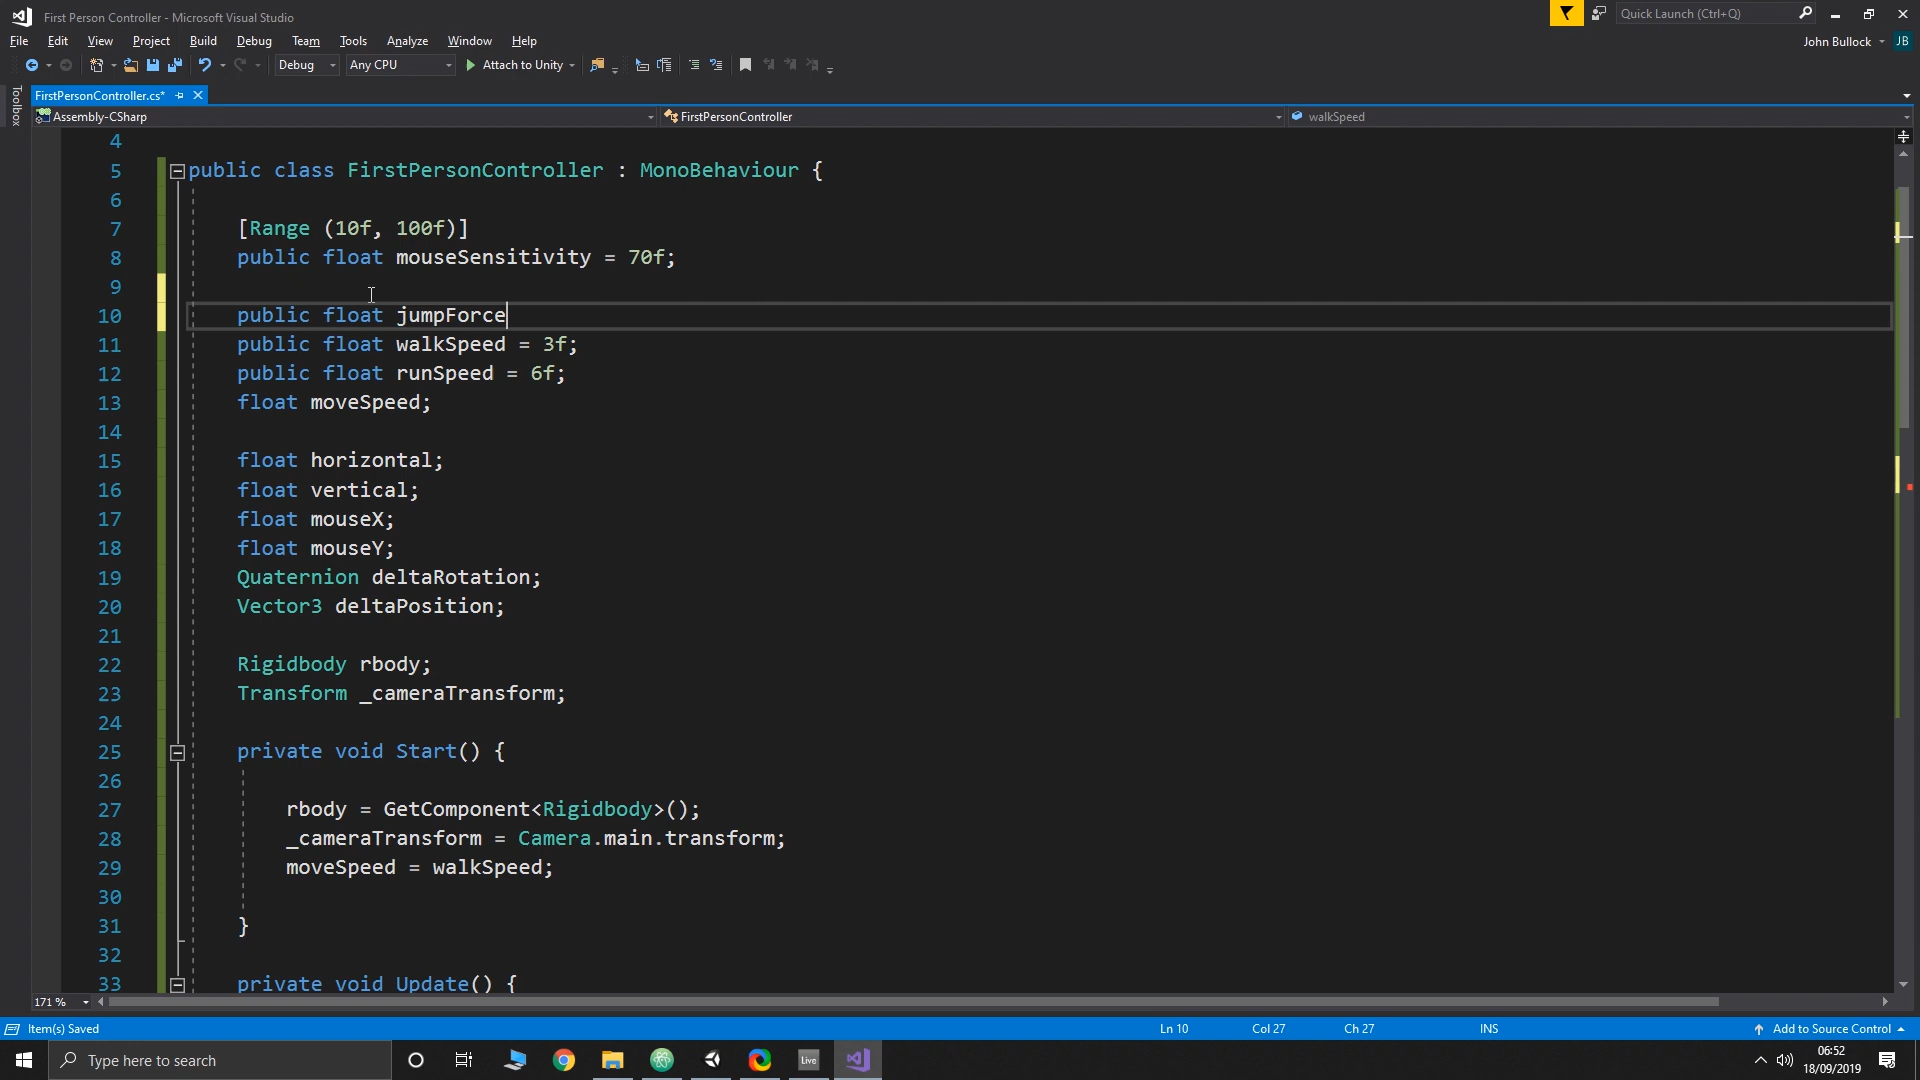 First Person Controller - Microsoft Visual Studio
Quick Launch (Ctrl+Q)
File Edit View Project Build Debug Team Tools Analyze Window Help
John Bullock JB
Debug Any CPU Attach to Unity
Toolbox
FirstPersonController.cs*
Assembly-CSharp FirstPersonController walkSpeed
4
5 public class FirstPersonController : MonoBehaviour {
6
7 [Range (10f, 100f)]
8 public float mouseSensitivity = 70f;
9
10 public float jumpForce
11 public float walkSpeed = 3f;
12 public float runSpeed = 6f;
13 float moveSpeed;
14
15 float horizontal;
16 float vertical;
17 float mouseX;
18 float mouseY;
19 Quaternion deltaRotation;
20 Vector3 deltaPosition;
21
22 Rigidbody rbody;
23 Transform _cameraTransform;
24
25 private void Start() {
26
27 rbody = GetComponent<Rigidbody>();
28 _cameraTransform = Camera.main.transform;
29 moveSpeed = walkSpeed;
30
31 }
32
33 private void Update() {
171 %
Item(s) Saved Ln 10 Col 27 Ch 27 INS Add to Source Control
Type here to search
Live
06:52
18/09/2019